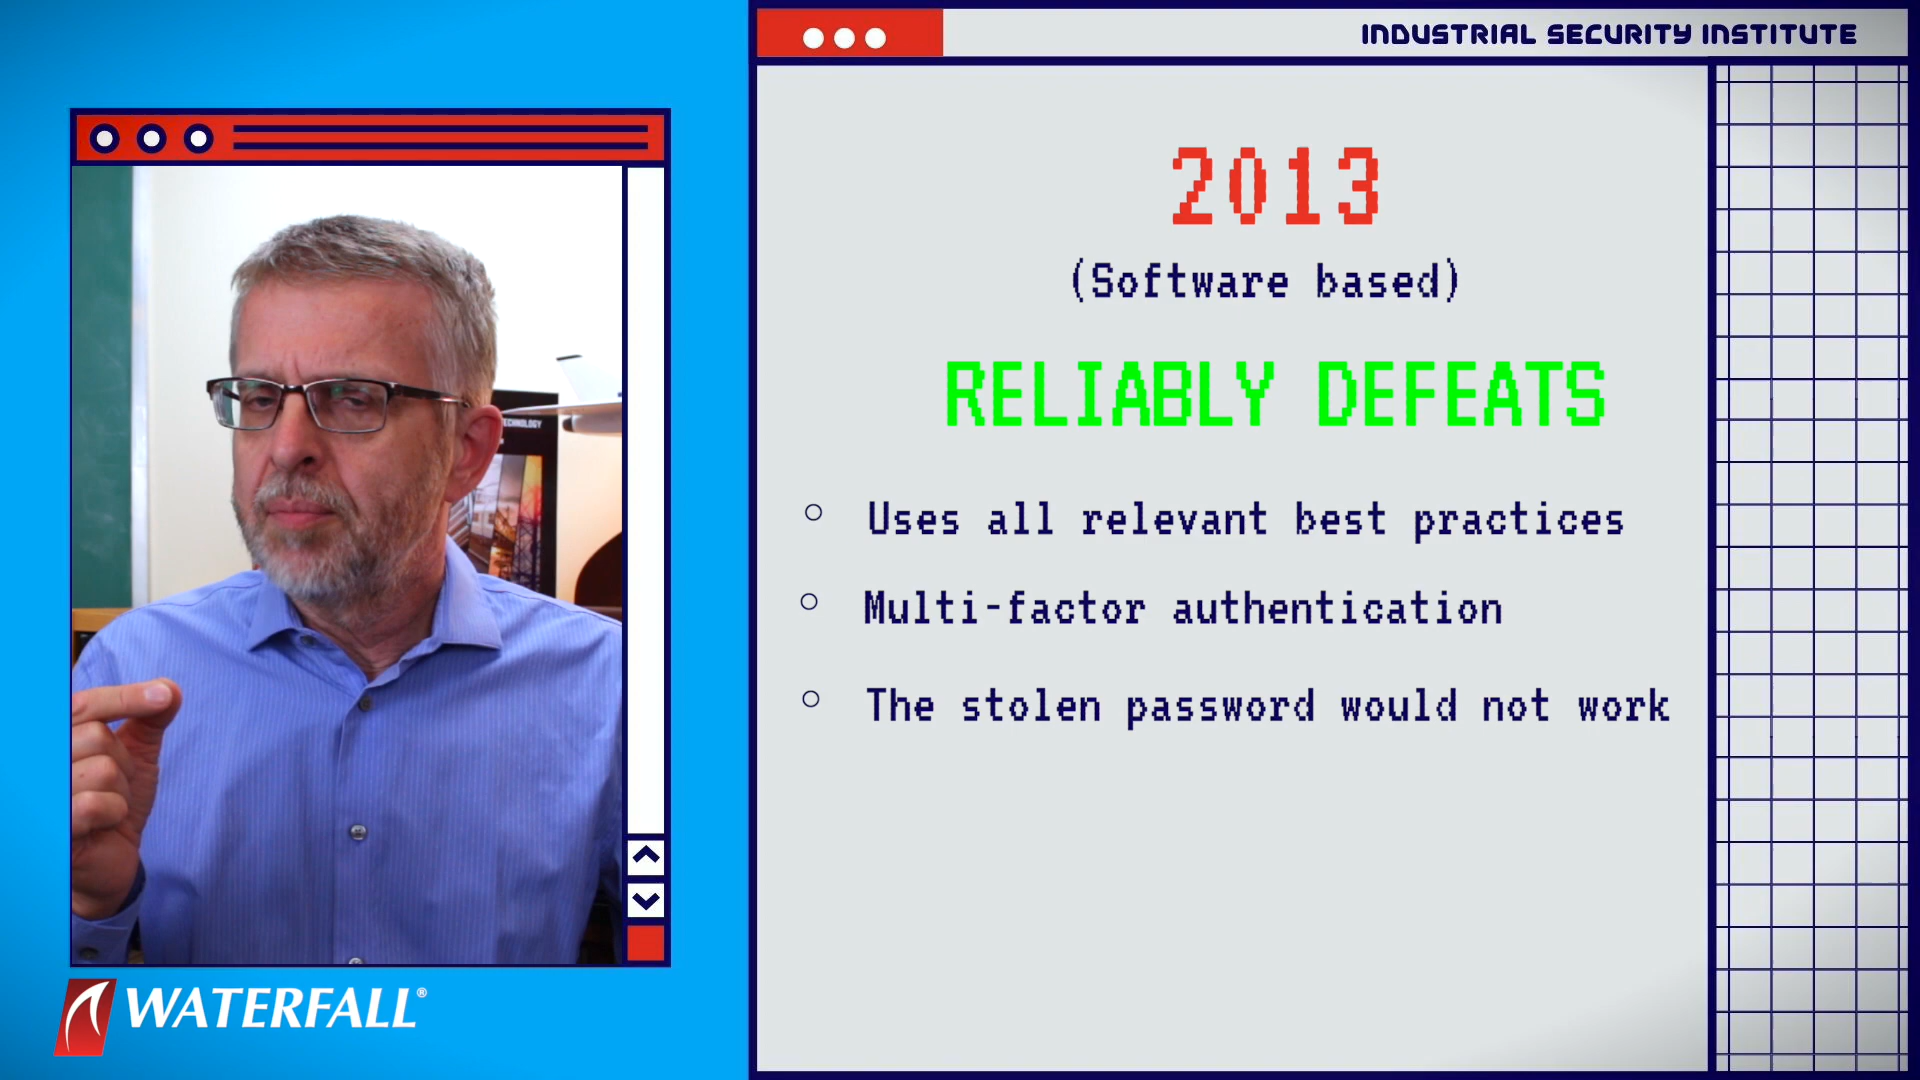 INDUSTRIAL SECURITY INSTITUTE
2013
(Software based)
RELIABLY DEFEATS
Uses all relevant best practices
Multi-factor authentication
The stolen password would not work
WATERFALL®